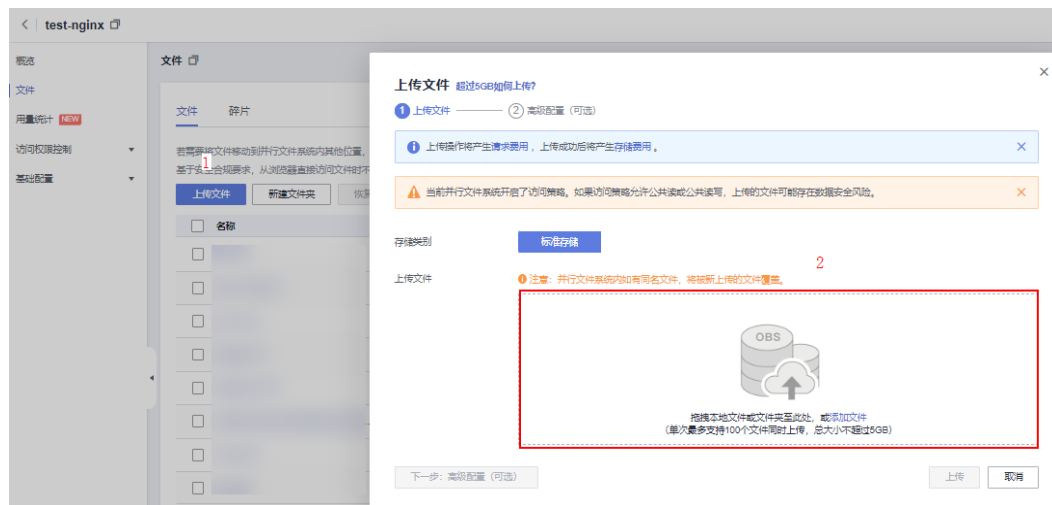 test-nginx
概览
文件
用量统计 NEW
访问权限控制
基础配置
文件
文件 碎片
若需要将文件移动到并行文件系统内其他位置，
基于安全合规要求，从浏览器直接访问文件时不
1
上传文件 新建文件夹 恢复
名称
上传文件 超过5GB如何上传?
1 上传文件 2 高级配置（可选）
上传操作将产生请求费用，上传成功后将产生存储费用。
当前并行文件系统开启了访问策略。如果访问策略允许公共读或公共读写，上传的文件可能存在数据安全风险。
存储类别 标准存储
2
上传文件 注意：并行文件系统内如有同名文件，将被新上传的文件覆盖。
OBS
拖拽本地文件或文件夹至此处，或添加文件
（单次最多支持100个文件同时上传，总大小不超过5GB）
下一步：高级配置（可选） 上传 取消